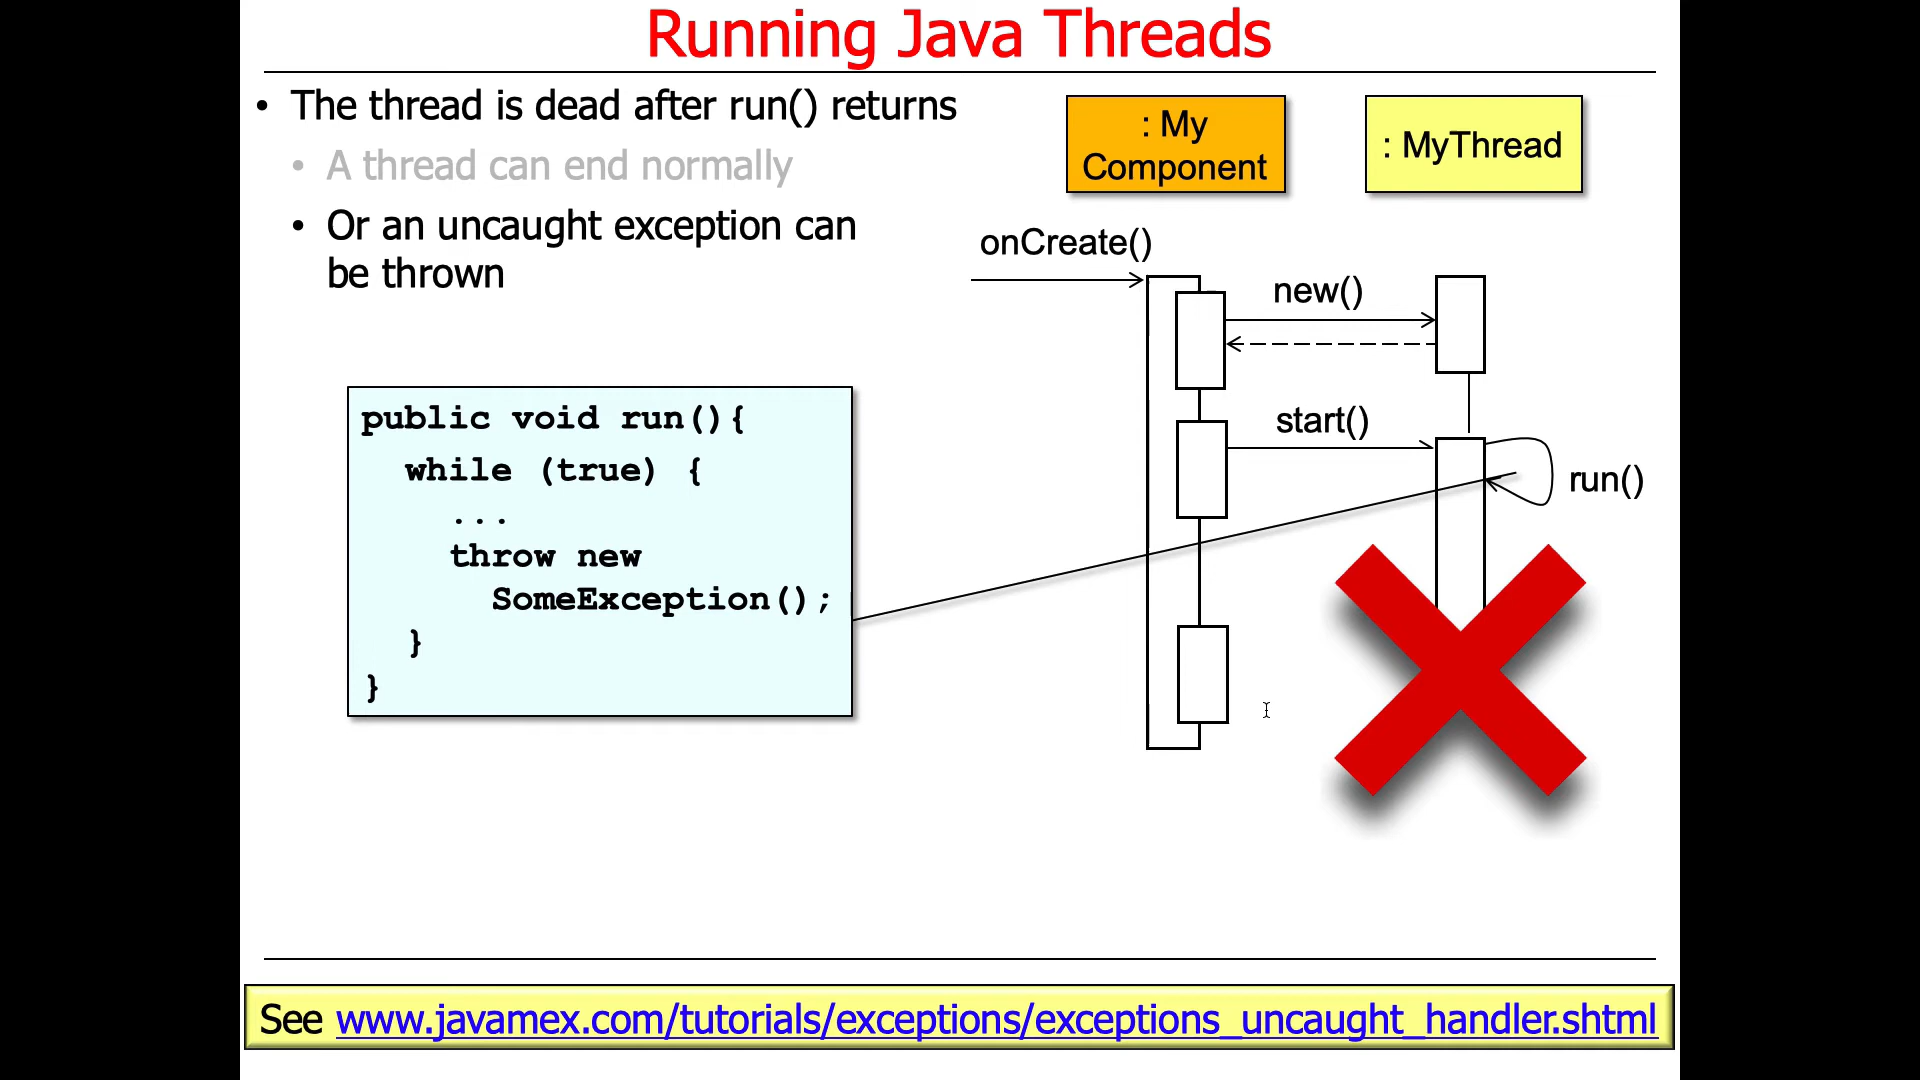 Running Java Threads
• The thread is dead after run() returns
• A thread can end normally
• Or an uncaught exception can
be thrown
: My
Component
: MyThread
onCreate()
new()
start()
run()
public void run(){
while (true) {
...
throw new
SomeException();
}
}
See www.javamex.com/tutorials/exceptions/exceptions_uncaught_handler.shtml